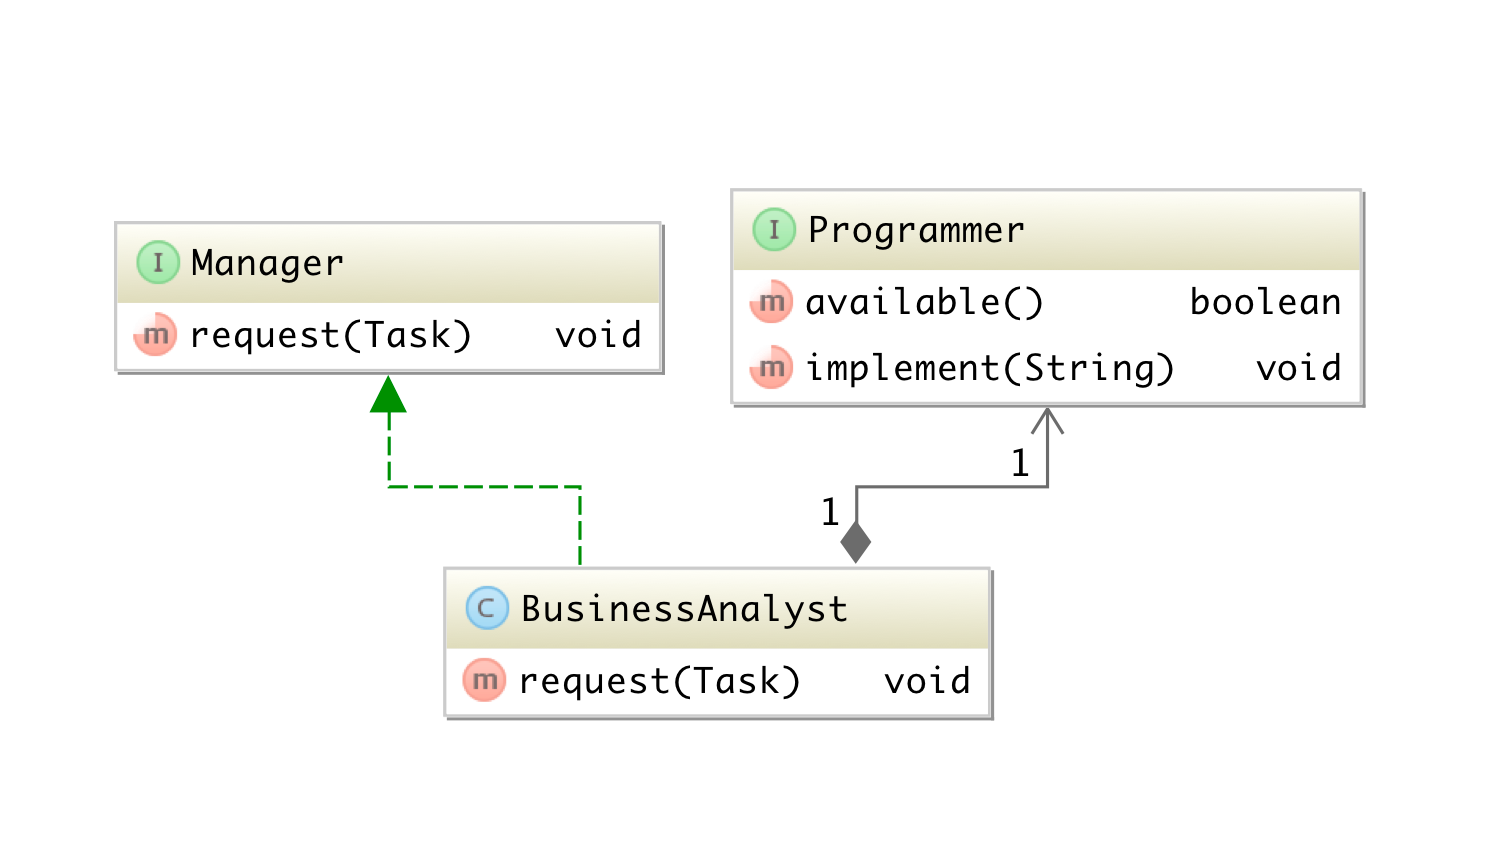 I Manager
m request(Task) void
I Programmer
m available() boolean
m implement(String) void
1
1
C BusinessAnalyst
m request(Task) void